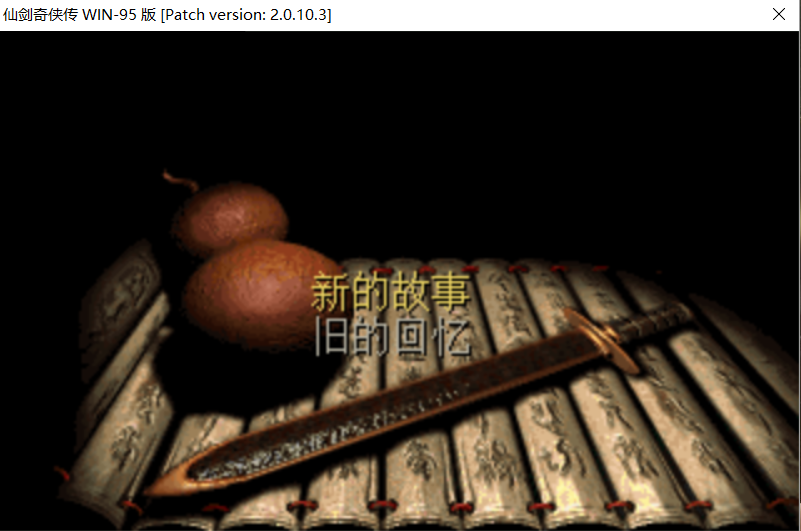 仙剑奇侠传 WIN-95 版 [Patch version: 2.0.10.3]
新的故事
旧的回忆